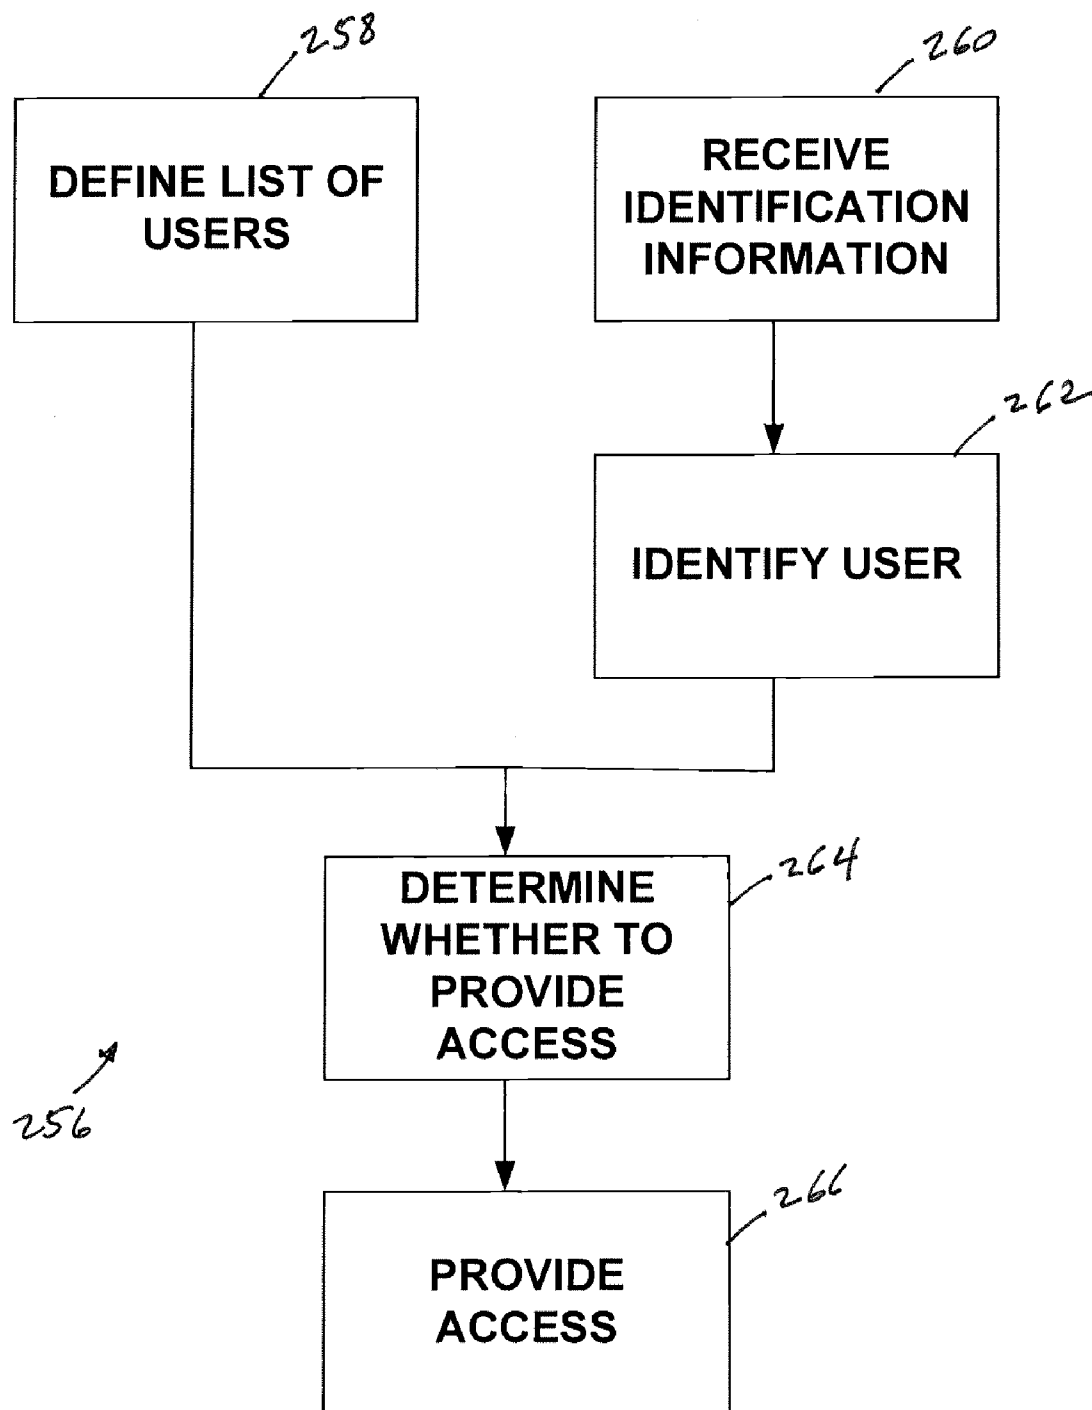 258
DEFINE LIST OF
USERS
260
RECEIVE
IDENTIFICATION
INFORMATION
262
IDENTIFY USER
264
DETERMINE
WHETHER TO
PROVIDE
ACCESS
256
266
PROVIDE
ACCESS